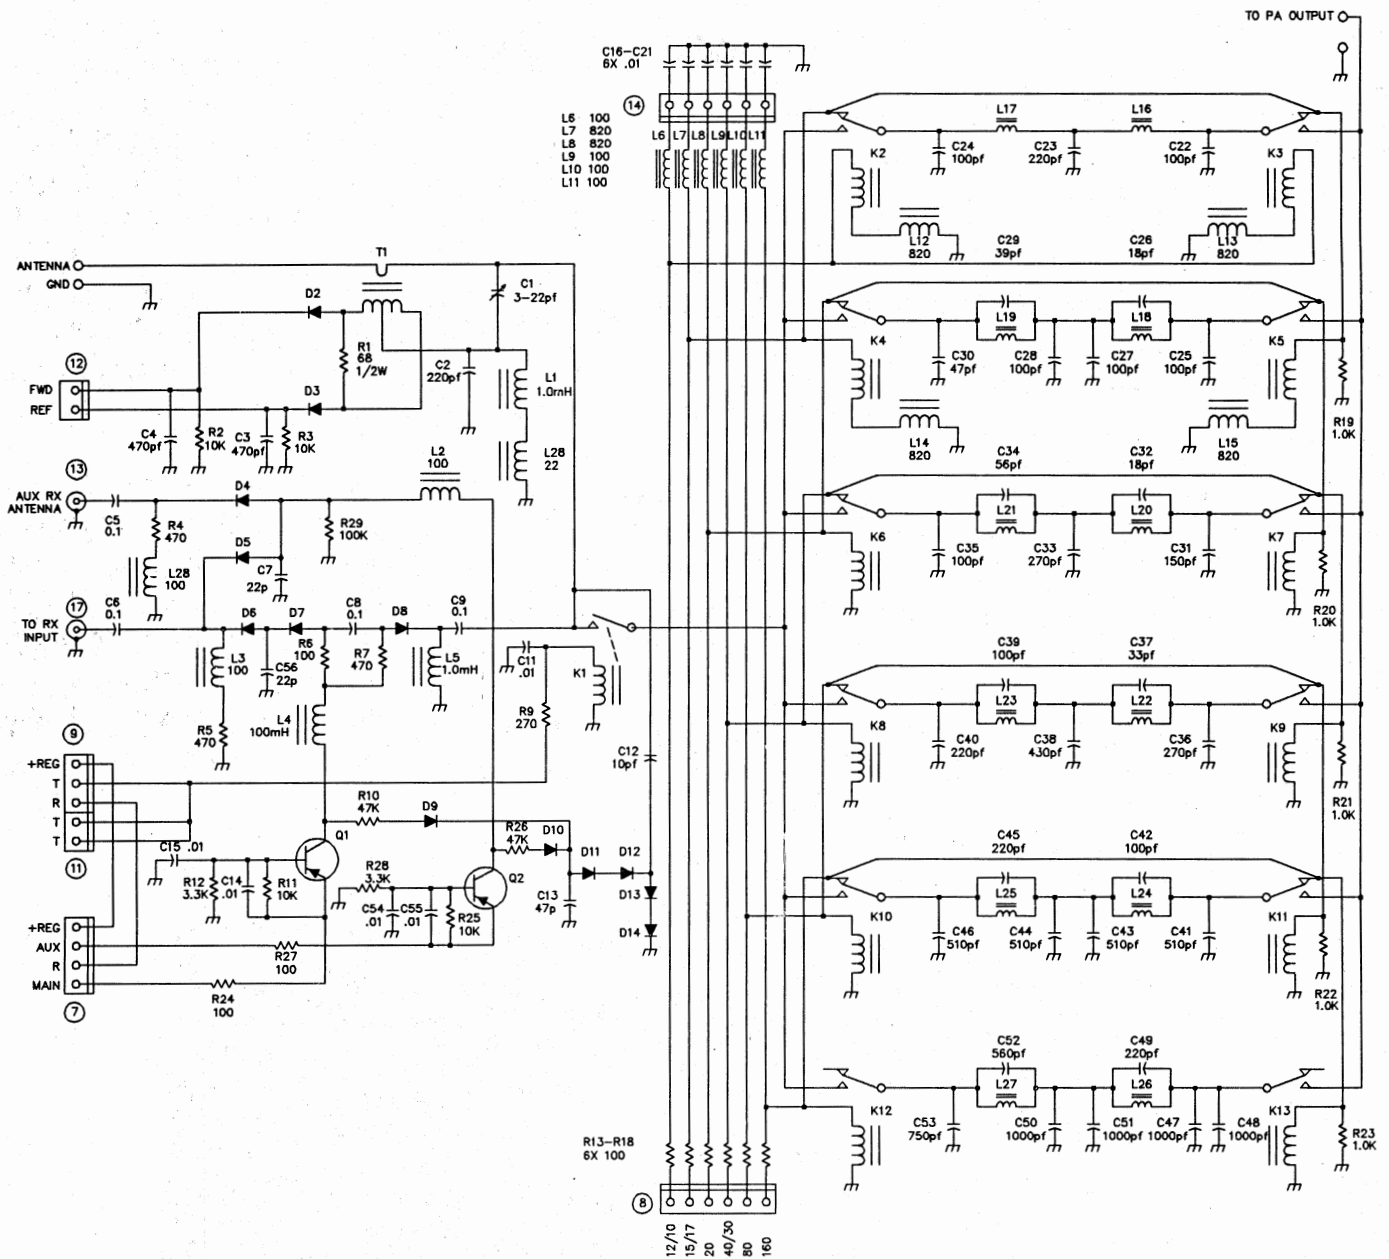 TO PA OUTPUT
C16-C21
6X .01
14
L6 100
L7 820
L8 820
L9 100
L10 100
L11 100
L6 L7 L8 L9 L10 L11
L17
L16
K2
C24
100pf
C23
220pf
C22
100pf
K3
L12
820
C29
39pf
C26
18pf
L13
820
ANTENNA
GND
T1
C1
3-22pf
D2
R1
68
1/2W
C2
220pf
L1
1.0mH
12
FWD
REF
D3
C4
470pf
R2
10K
C3
470pf
R3
10K
L28
22
L19
L18
K4
C30
47pf
C28
100pf
C27
100pf
C25
100pf
K5
R19
1.0K
L14
820
C34
56pf
C32
18pf
L15
820
13
AUX RX
ANTENNA
C5
0.1
D4
L2
100
R4
470
R29
100K
D5
L28
100
C7
22p
L21
L20
K6
C35
100pf
C33
270pf
C31
150pf
K7
R20
1.0K
17
TO RX
INPUT
C6
0.1
D6
D7
C8
0.1
D8
C9
0.1
L3
100
C56
22p
R6
100
R7
470
L5
1.0mH
C11
.01
K1
R5
470
L4
100mH
R9
270
C12
10pf
C39
100pf
C37
33pf
L23
L22
K8
C40
220pf
C38
430pf
C36
270pf
K9
R21
1.0K
9
+REG
T
R
T
T
11
R10
47K
D9
Q1
R26
47K
D10
C15 .01
R12
3.3K
C14
.01
R11
10K
R28
3.3K
Q2
D11
D12
C54
.01
C55
.01
R25
10K
C13
47p
D13
D14
C45
220pf
C42
100pf
L25
L24
K10
C46
510pf
C44
510pf
C43
510pf
C41
510pf
K11
R22
1.0K
+REG
AUX
R
MAIN
7
R27
100
R24
100
C52
560pf
C49
220pf
L27
L26
K12
C53
750pf
C50
1000pf
C51
1000pf
C47
1000pf
C48
1000pf
K13
R23
1.0K
R13-R18
6X 100
8
12/10
15/17
20
40/30
80
160